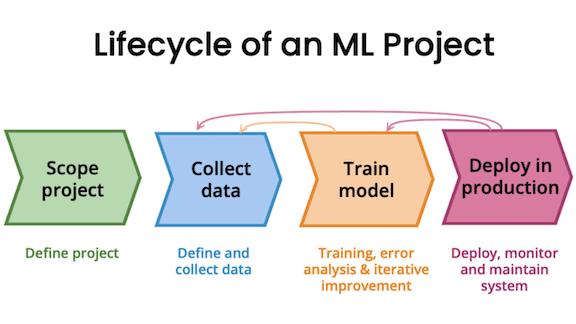 Lifecycle of an ML Project
Scope
project
Collect
data
Train
model
Deploy in
production
Define project
Define and
collect data
Training, error
analysis & iterative
improvement
Deploy, monitor
and maintain
system